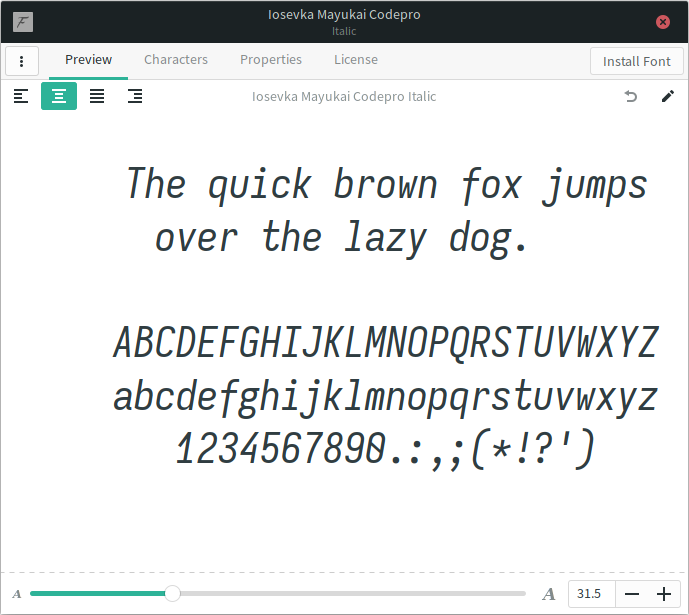 Iosevka Mayukai Codepro
Italic
Preview Characters Properties License Install Font
Iosevka Mayukai Codepro Italic
The quick brown fox jumps
over the lazy dog.
ABCDEFGHIJKLMNOPQRSTUVWXYZ
abcdefghijklmnopqrstuvwxyz
1234567890.:,;(*!?')
A A 31.5